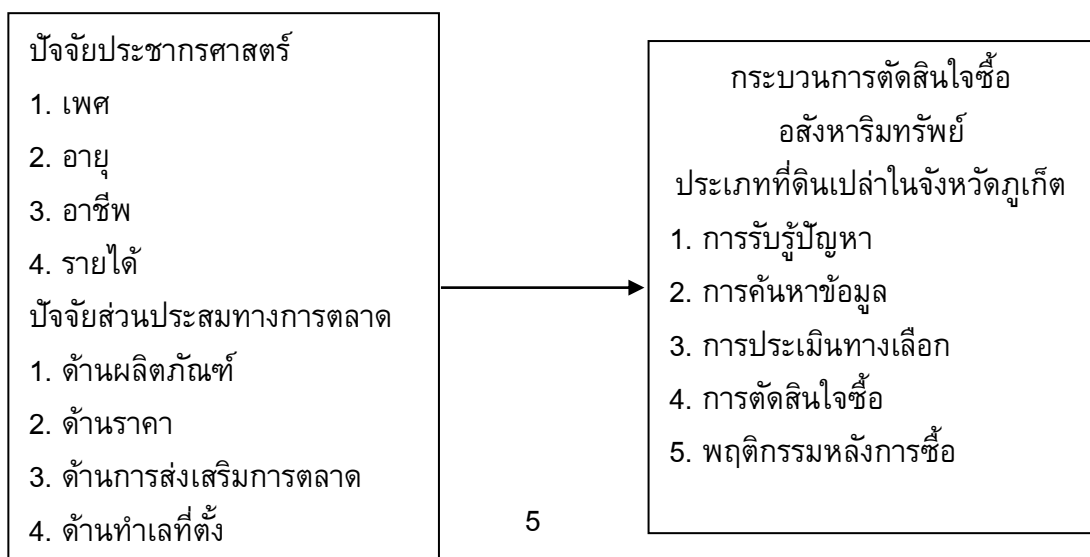 ปัจจัยประชากรศาสตร์
1. เพศ
2. อายุ
3. อาชีพ
4. รายได้
ปัจจัยส่วนประสมทางการตลาด
1. ด้านผลิตภัณฑ์
2. ด้านราคา
3. ด้านการส่งเสริมการตลาด
4. ด้านทำเลที่ตั้ง
กระบวนการตัดสินใจซื้อ
อสังหาริมทรัพย์
ประเภทที่ดินเปล่าในจังหวัดภูเก็ต
1. การรับรู้ปัญหา
2. การค้นหาข้อมูล
3. การประเมินทางเลือก
4. การตัดสินใจซื้อ
5. พฤติกรรมหลังการซื้อ
5